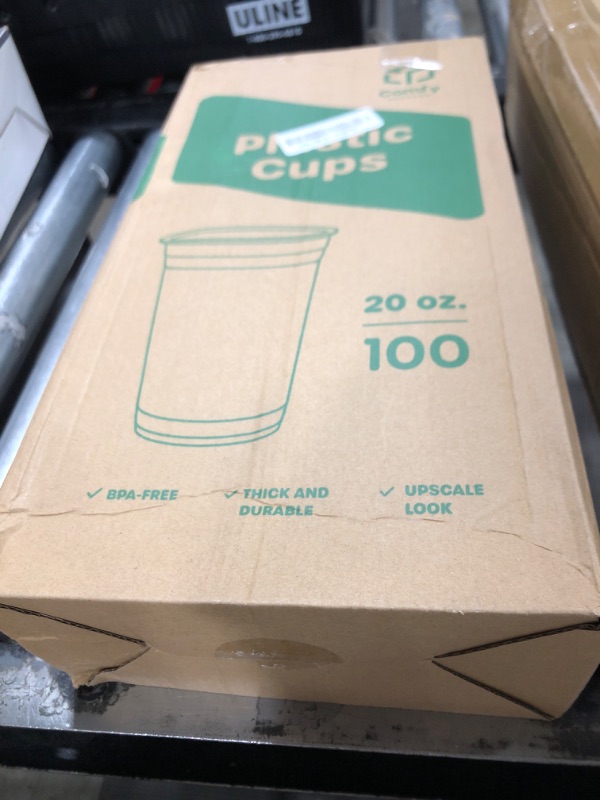 ULINE
Comfy
Plastic
Cups
20 oz.
100
✓ BPA-FREE
✓ THICK AND
DURABLE
✓ UPSCALE
LOOK